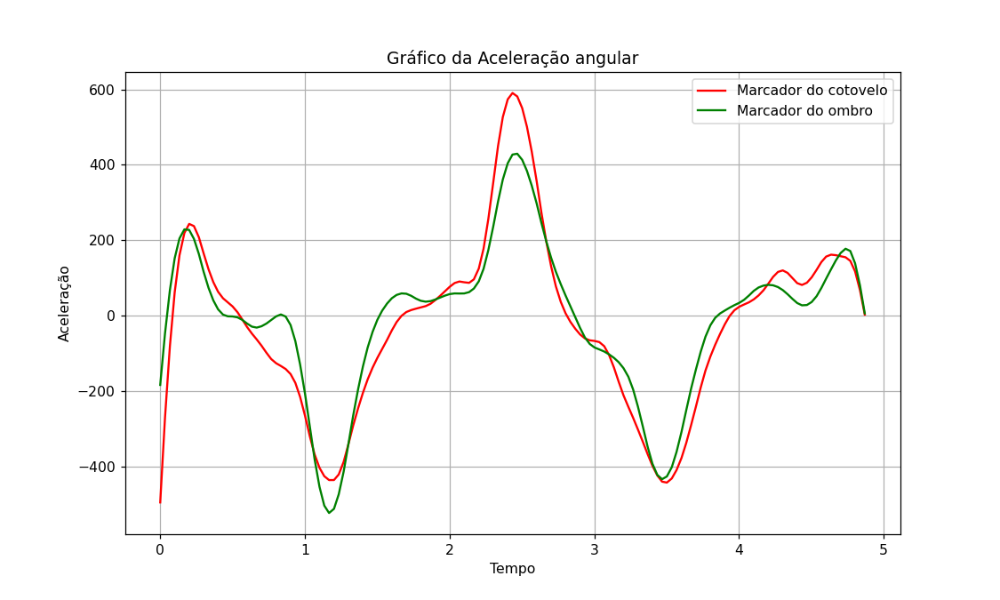 Gráfico da Aceleração angular
Marcador do cotovelo
Marcador do ombro
Aceleração
600
400
200
0
−200
−400
0 1 2 3 4 5
Tempo